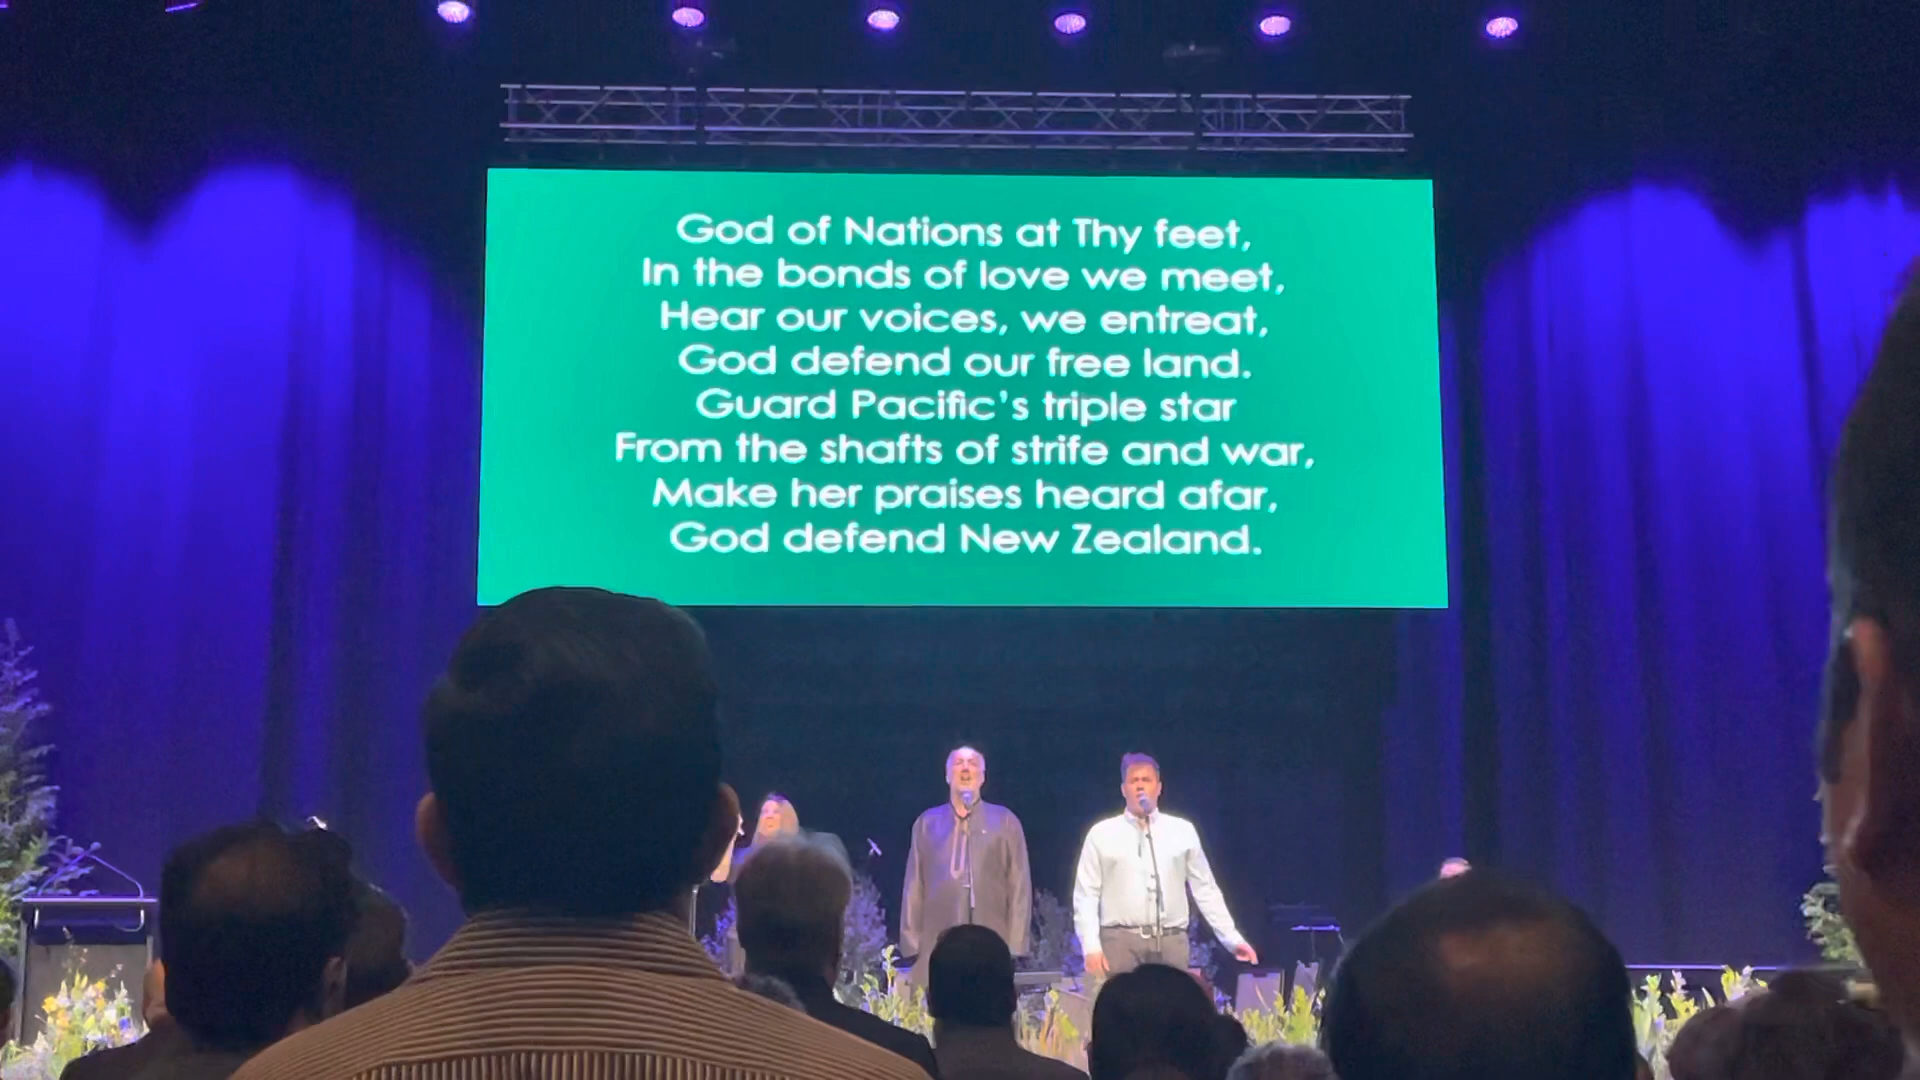 God of Nations at Thy feet,
In the bonds of love we meet,
Hear our voices, we entreat,
God defend our free land.
Guard Pacific's triple star
From the shafts of strife and war,
Make her praises heard afar,
God defend New Zealand.